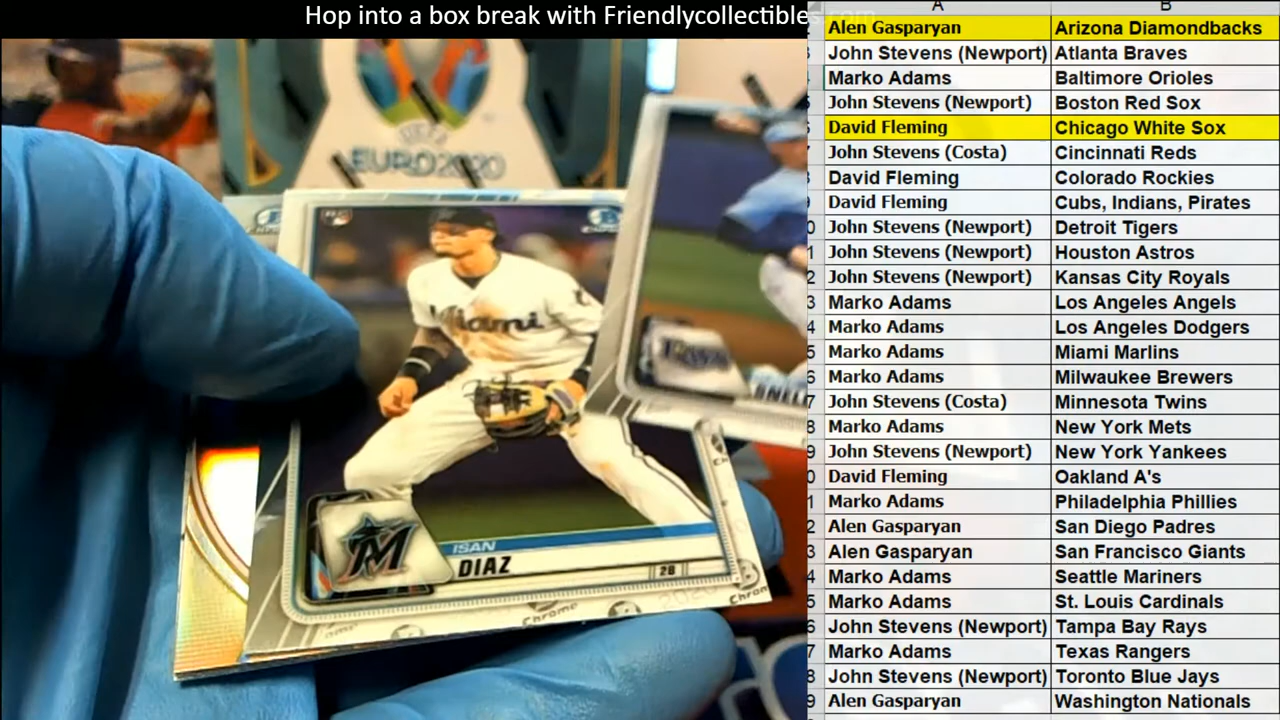 Hop into a box break with Friendlycollectibles.com
A B
Alen Gasparyan Arizona Diamondbacks
John Stevens (Newport) Atlanta Braves
Marko Adams Baltimore Orioles
John Stevens (Newport) Boston Red Sox
David Fleming Chicago White Sox
John Stevens (Costa) Cincinnati Reds
David Fleming Colorado Rockies
David Fleming Cubs, Indians, Pirates
John Stevens (Newport) Detroit Tigers
John Stevens (Newport) Houston Astros
John Stevens (Newport) Kansas City Royals
Marko Adams Los Angeles Angels
Marko Adams Los Angeles Dodgers
Marko Adams Miami Marlins
Marko Adams Milwaukee Brewers
John Stevens (Costa) Minnesota Twins
Marko Adams New York Mets
John Stevens (Newport) New York Yankees
David Fleming Oakland A's
Marko Adams Philadelphia Phillies
Alen Gasparyan San Diego Padres
Alen Gasparyan San Francisco Giants
Marko Adams Seattle Mariners
Marko Adams St. Louis Cardinals
John Stevens (Newport) Tampa Bay Rays
Marko Adams Texas Rangers
John Stevens (Newport) Toronto Blue Jays
Alen Gasparyan Washington Nationals
UEFA
EURO2020
Miami
M
ISAN
DIAZ
2B
Chrome